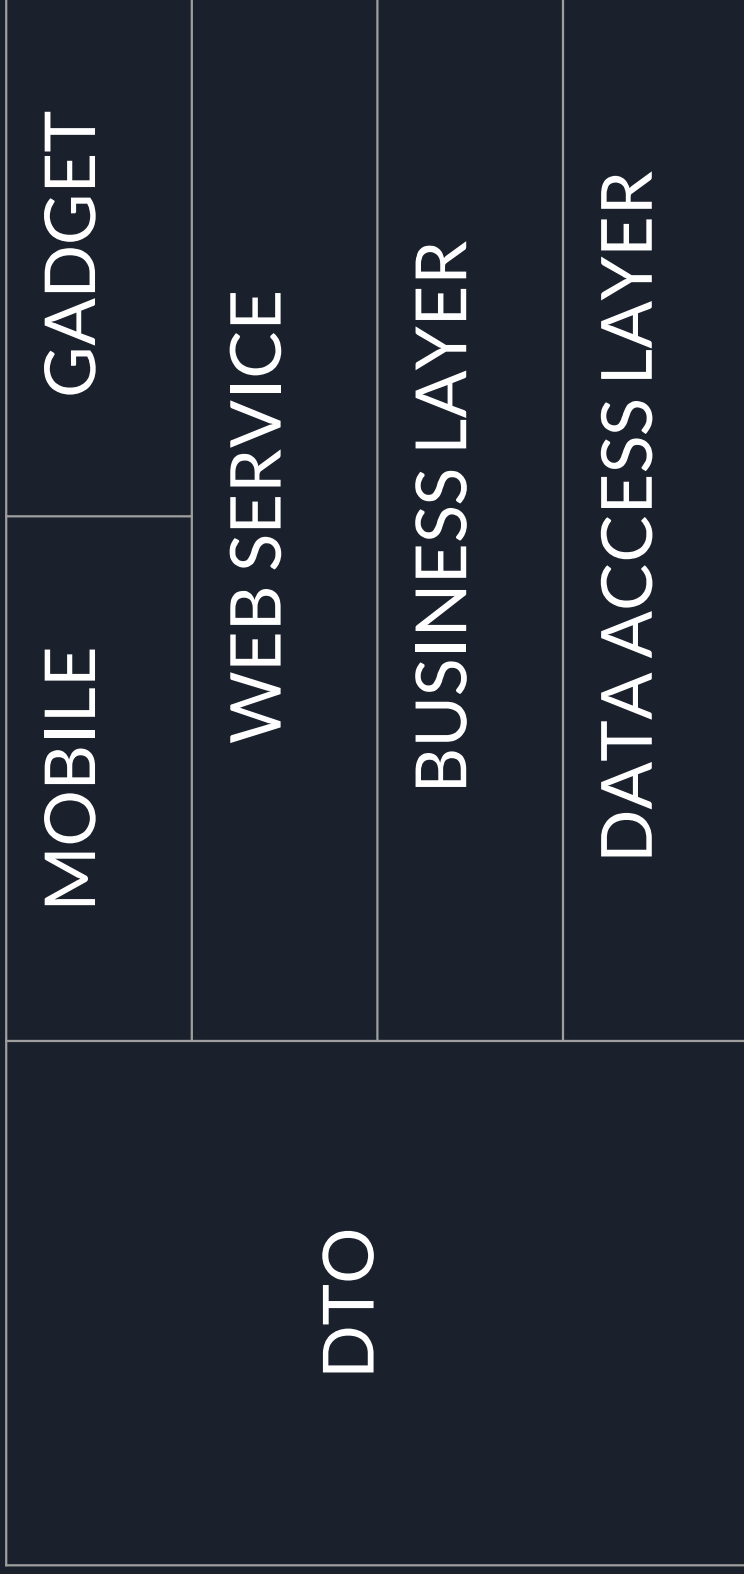 DTO
MOBILE
GADGET
WEB SERVICE
BUSINESS LAYER
DATA ACCESS LAYER